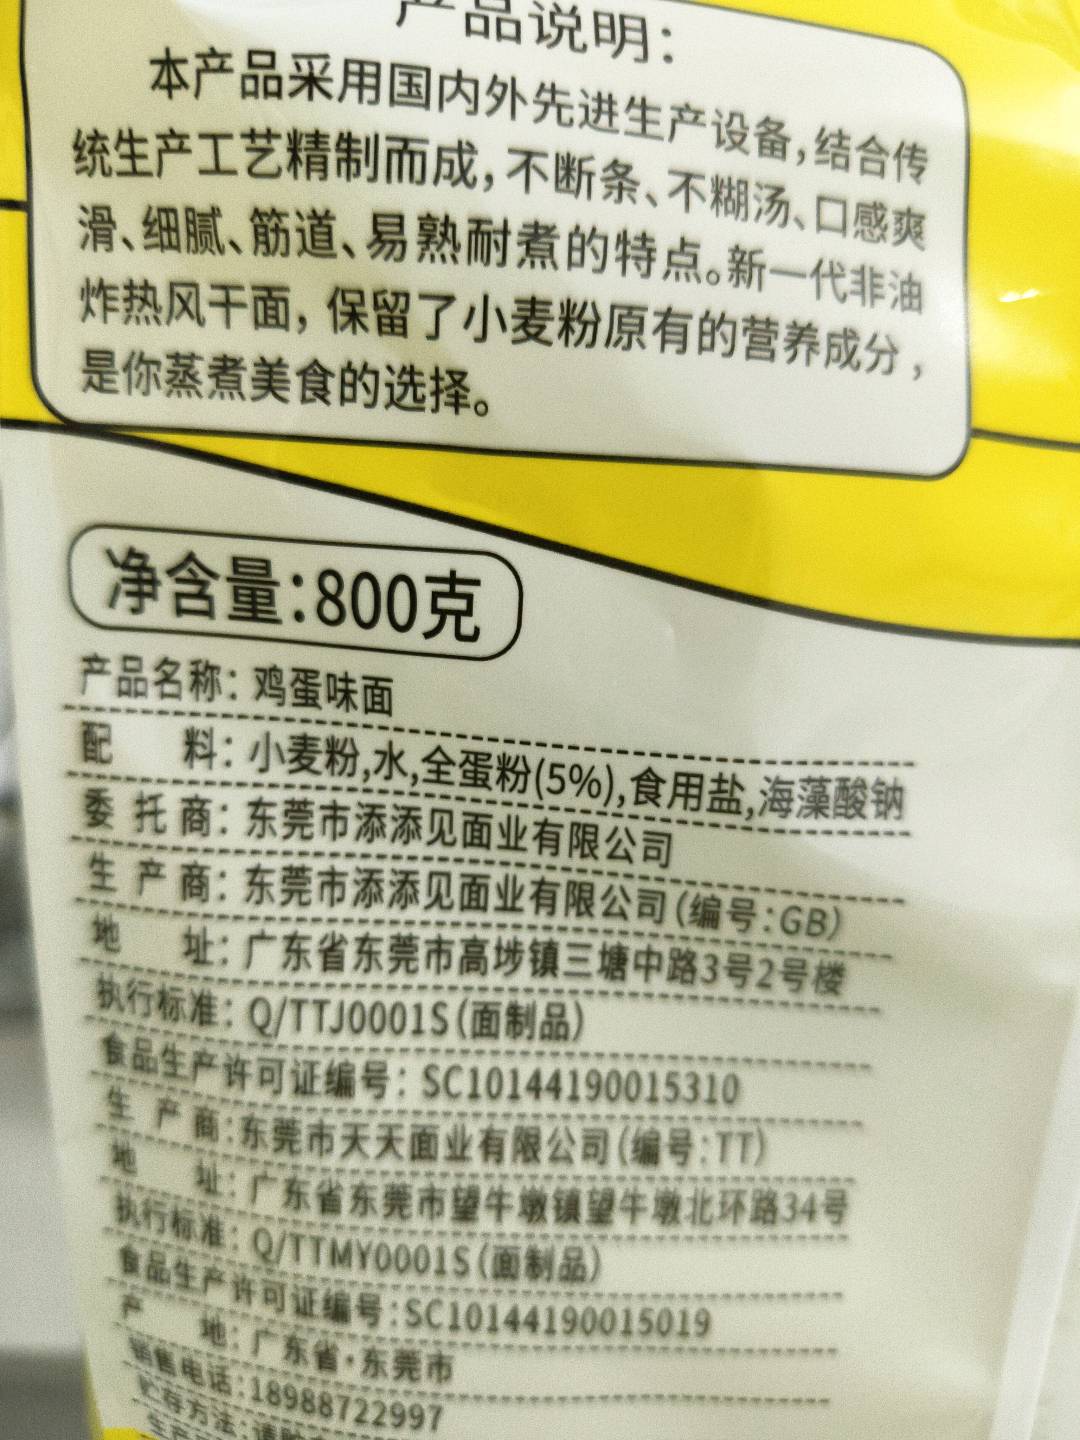 产品说明：
本产品采用国内外先进生产设备,结合传
统生产工艺精制而成,不断条、不糊汤、口感爽
滑、细腻、筋道、易熟耐煮的特点。新一代非油
炸热风干面,保留了小麦粉原有的营养成分,
是你蒸煮美食的选择。
净含量:800克
产品名称：鸡蛋味面
配 料：小麦粉,水,全蛋粉(5%),食用盐,海藻酸钠
委托商：东莞市添添见面业有限公司
生产商：东莞市添添见面业有限公司(编号:GB)
地 址：广东省东莞市高埗镇三塘中路3号2号楼
执行标准：Q/TTJ0001S(面制品)
食品生产许可证编号：SC10144190015310
生产商:东莞市天天面业有限公司(编号:TT)
地 址：广东省东莞市望牛墩镇望牛墩北环路34号
执行标准：Q/TTMY0001S(面制品)
食品生产许可证编号:SC10144190015019
产 地：广东省·东莞市
销售电话:18988722997
贮存方法:请贮存
生产